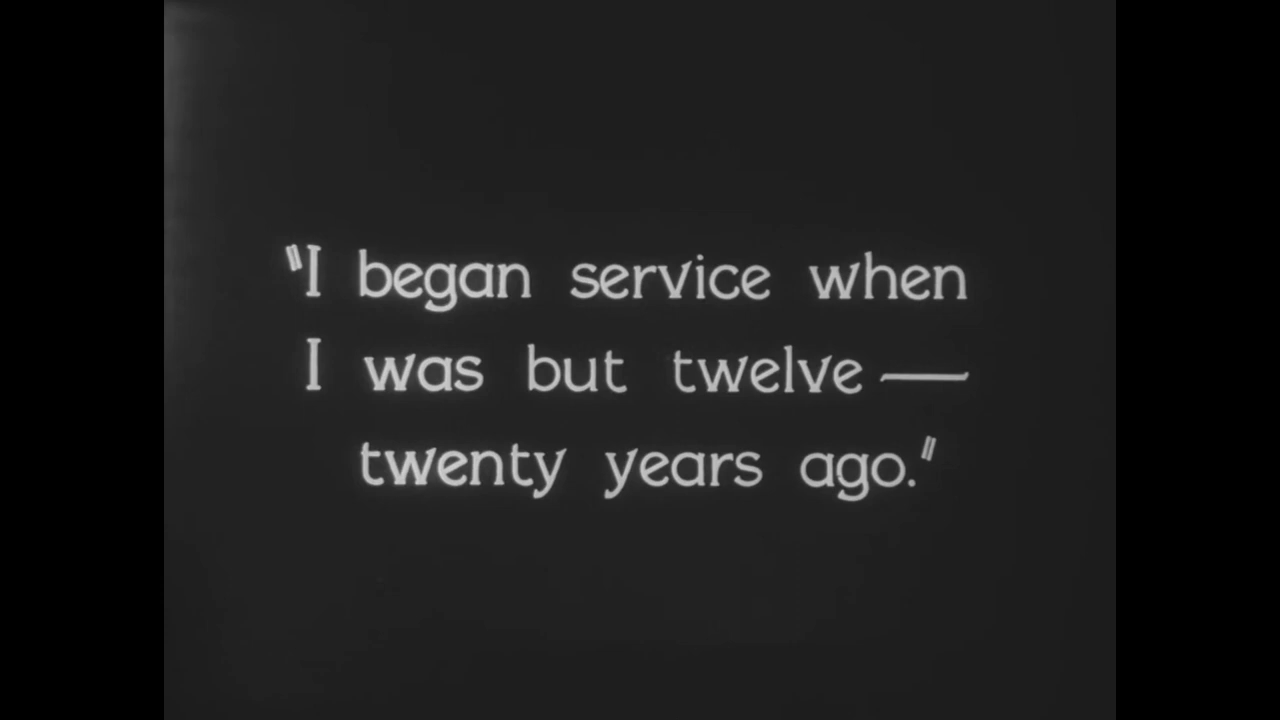 "I began service when
I was but twelve —
twenty years ago."